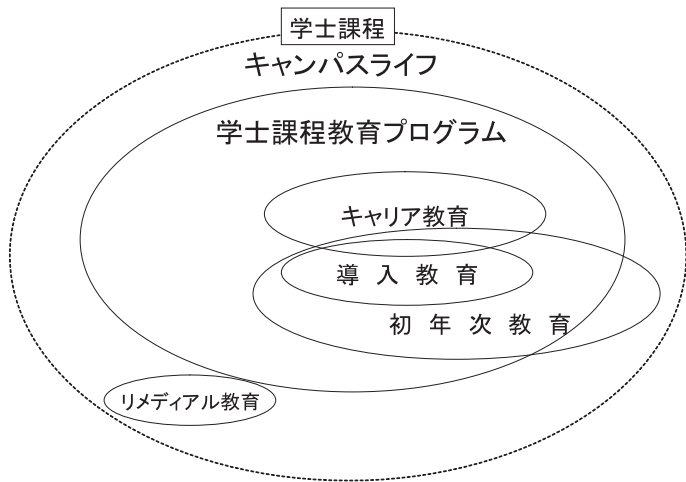 学士課程
キャンパスライフ
学士課程教育プログラム
キャリア教育
導入教育
初年次教育
リメディアル教育